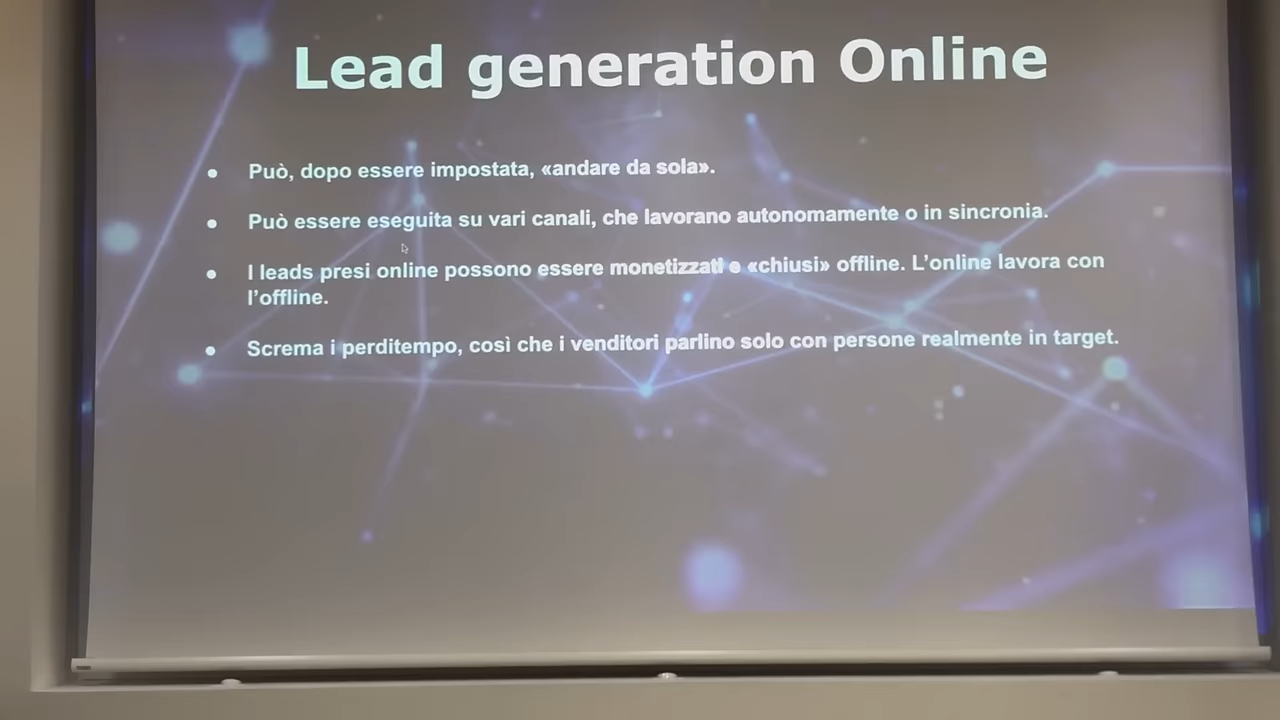 Lead generation Online
• Può, dopo essere impostata, «andare da sola».
• Può essere eseguita su vari canali, che lavorano autonomamente o in sincronia.
• I leads presi online possono essere monetizzati e «chiusi» offline. L’online lavora con
l’offline.
• Screma i perditempo, così che i venditori parlino solo con persone realmente in target.